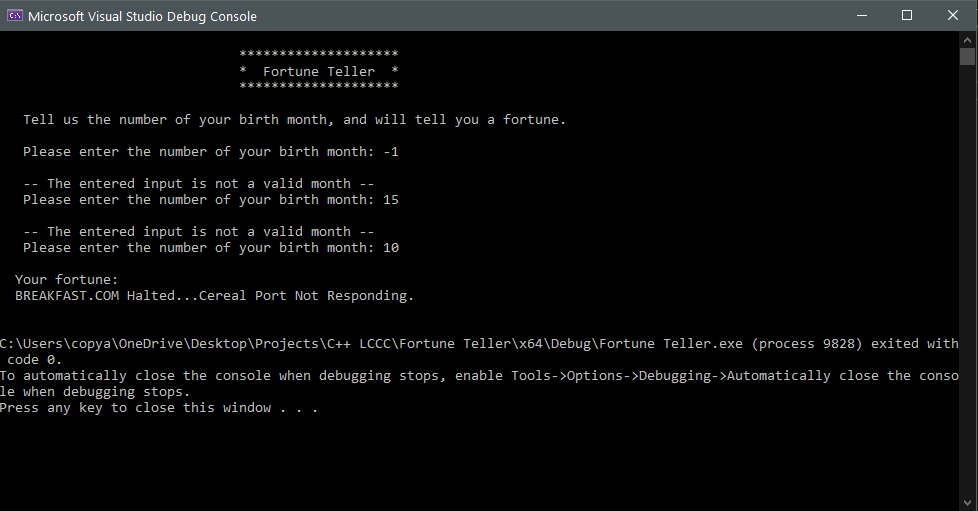 Microsoft Visual Studio Debug Console
********************
*  Fortune Teller  *
********************
Tell us the number of your birth month, and will tell you a fortune.
Please enter the number of your birth month: -1
-- The entered input is not a valid month --
Please enter the number of your birth month: 15
-- The entered input is not a valid month --
Please enter the number of your birth month: 10
Your fortune:
BREAKFAST.COM Halted...Cereal Port Not Responding.
C:\Users\copya\OneDrive\Desktop\Projects\C++ LCCC\Fortune Teller\x64\Debug\Fortune Teller.exe (process 9828) exited with
code 0.
To automatically close the console when debugging stops, enable Tools->Options->Debugging->Automatically close the conso
le when debugging stops.
Press any key to close this window . . .